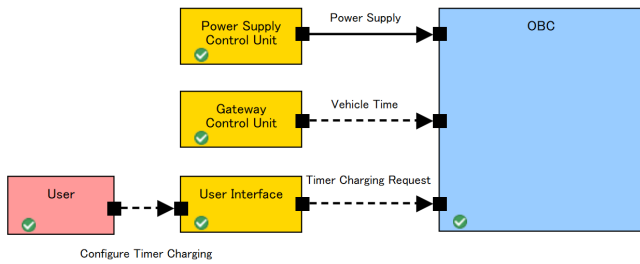 Power Supply
Control Unit
Power Supply
OBC
Gateway
Control Unit
Vehicle Time
User
User Interface
Timer Charging Request
Configure Timer Charging